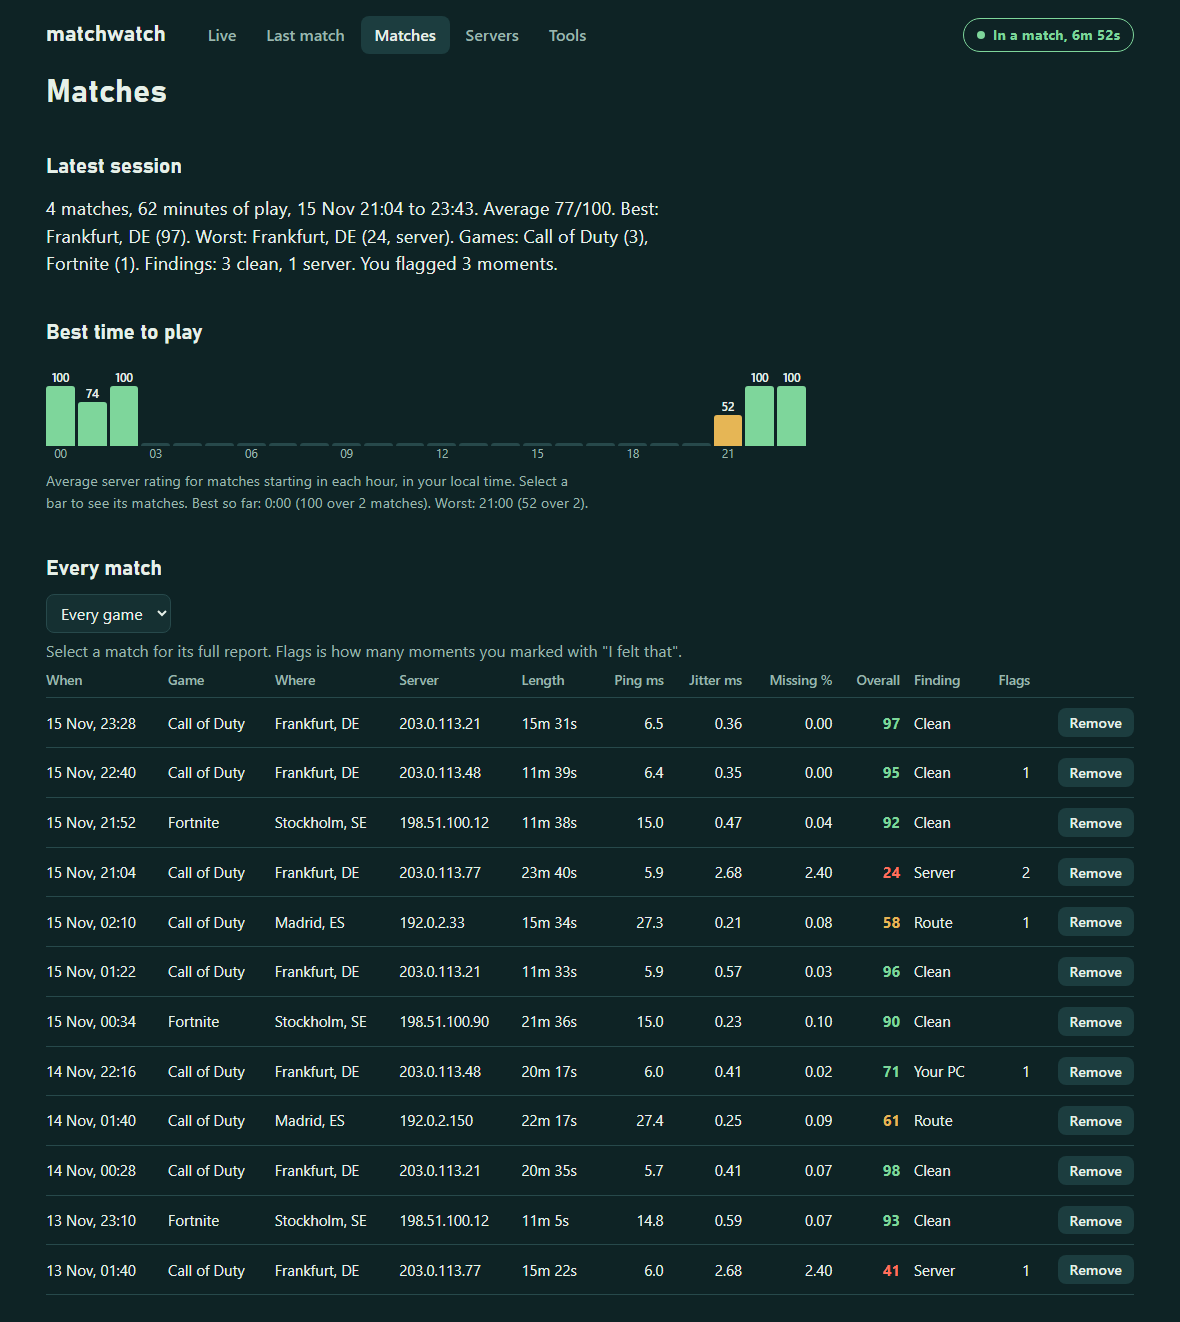 matchwatch Live Last match Matches Servers Tools In a match, 6m 52s
Matches
Latest session
4 matches, 62 minutes of play, 15 Nov 21:04 to 23:43. Average 77/100. Best:
Frankfurt, DE (97). Worst: Frankfurt, DE (24, server). Games: Call of Duty (3),
Fortnite (1). Findings: 3 clean, 1 server. You flagged 3 moments.
Best time to play
100 74 100 52 100 100
00 03 06 09 12 15 18 21
Average server rating for matches starting in each hour, in your local time. Select a
bar to see its matches. Best so far: 0:00 (100 over 2 matches). Worst: 21:00 (52 over 2).
Every match
Every game
Select a match for its full report. Flags is how many moments you marked with "I felt that".
When Game Where Server Length Ping ms Jitter ms Missing % Overall Finding Flags
15 Nov, 23:28 Call of Duty Frankfurt, DE 203.0.113.21 15m 31s 6.5 0.36 0.00 97 Clean Remove
15 Nov, 22:40 Call of Duty Frankfurt, DE 203.0.113.48 11m 39s 6.4 0.35 0.00 95 Clean 1 Remove
15 Nov, 21:52 Fortnite Stockholm, SE 198.51.100.12 11m 38s 15.0 0.47 0.04 92 Clean Remove
15 Nov, 21:04 Call of Duty Frankfurt, DE 203.0.113.77 23m 40s 5.9 2.68 2.40 24 Server 2 Remove
15 Nov, 02:10 Call of Duty Madrid, ES 192.0.2.33 15m 34s 27.3 0.21 0.08 58 Route 1 Remove
15 Nov, 01:22 Call of Duty Frankfurt, DE 203.0.113.21 11m 33s 5.9 0.57 0.03 96 Clean Remove
15 Nov, 00:34 Fortnite Stockholm, SE 198.51.100.90 21m 36s 15.0 0.23 0.10 90 Clean Remove
14 Nov, 22:16 Call of Duty Frankfurt, DE 203.0.113.48 20m 17s 6.0 0.41 0.02 71 Your PC 1 Remove
14 Nov, 01:40 Call of Duty Madrid, ES 192.0.2.150 22m 17s 27.4 0.25 0.09 61 Route Remove
14 Nov, 00:28 Call of Duty Frankfurt, DE 203.0.113.21 20m 35s 5.7 0.41 0.07 98 Clean Remove
13 Nov, 23:10 Fortnite Stockholm, SE 198.51.100.12 11m 5s 14.8 0.59 0.07 93 Clean Remove
13 Nov, 01:40 Call of Duty Frankfurt, DE 203.0.113.77 15m 22s 6.0 2.68 2.40 41 Server 1 Remove